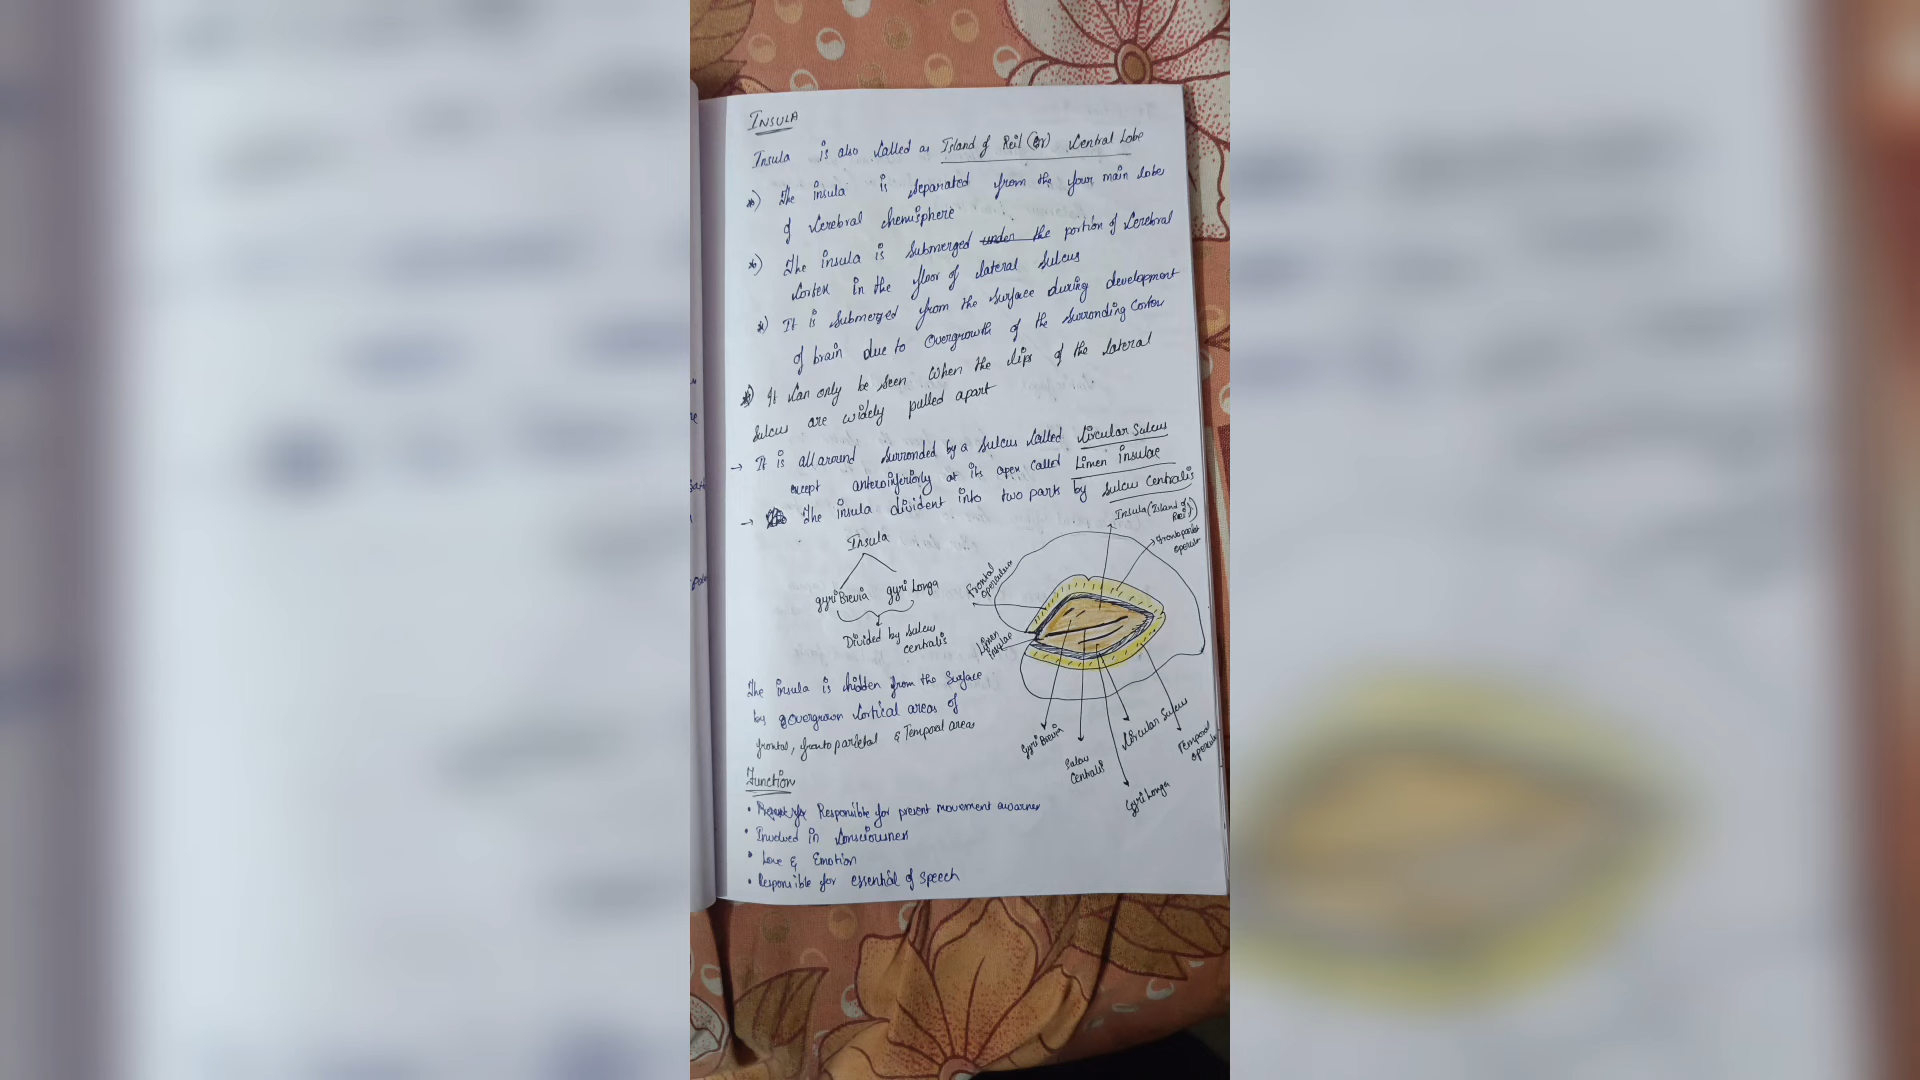 INSULA
Insula is also called as Island of Reil (or) Central Lobe
*) The insula is separated from the four main lobe
of cerebral hemisphere
*) The insula is submerged under the portion of cerebral
cortex in the floor of lateral sulcus
*) It is submerged from the surface during development
of brain due to overgrowth of the surronding cortex
*) It can only be seen when the lips of the lateral
sulcus are widely pulled apart
→ It is all around surronded by a sulcus called circular sulcus
except anteroinferiorly at its apex called Limen insulae
→ The insula divident into two parts by sulcus centralis
Insula
gyri Brevia gyri Longa
Divided by sulcus
centralis
Insula (Island of
Reil)
frontoparietal
opercula
Frontal
operculum
Limen
insulae
Gyri Brevia
Sulcus
Centralis
Gyri Longa
Circular Sulcus
Temporal
opercula
The insula is hidden from the surface
by overgrown cortical areas of
frontal, frontoparietal & Temporal area
Function
• Responsible for present movement awarness
• Involved in consciousness
• Love & Emotion
• Responsible for essential of speech